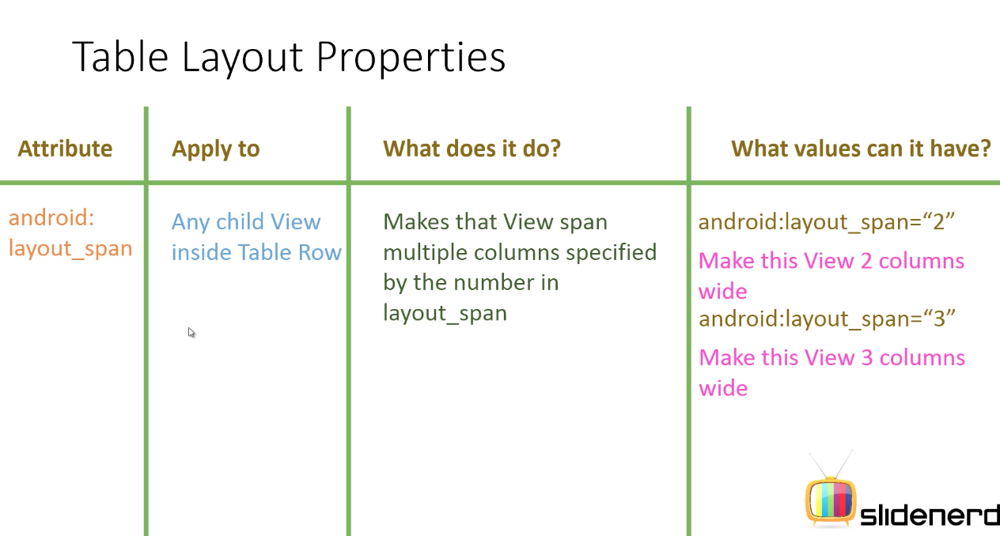 Table Layout Properties
Attribute
Apply to
What does it do?
What values can it have?
android:
layout_span
Any child View
inside Table Row
Makes that View span
multiple columns specified
by the number in
layout_span
android:layout_span=“2”
Make this View 2 columns
wide
android:layout_span=“3”
Make this View 3 columns
wide
slidenerd